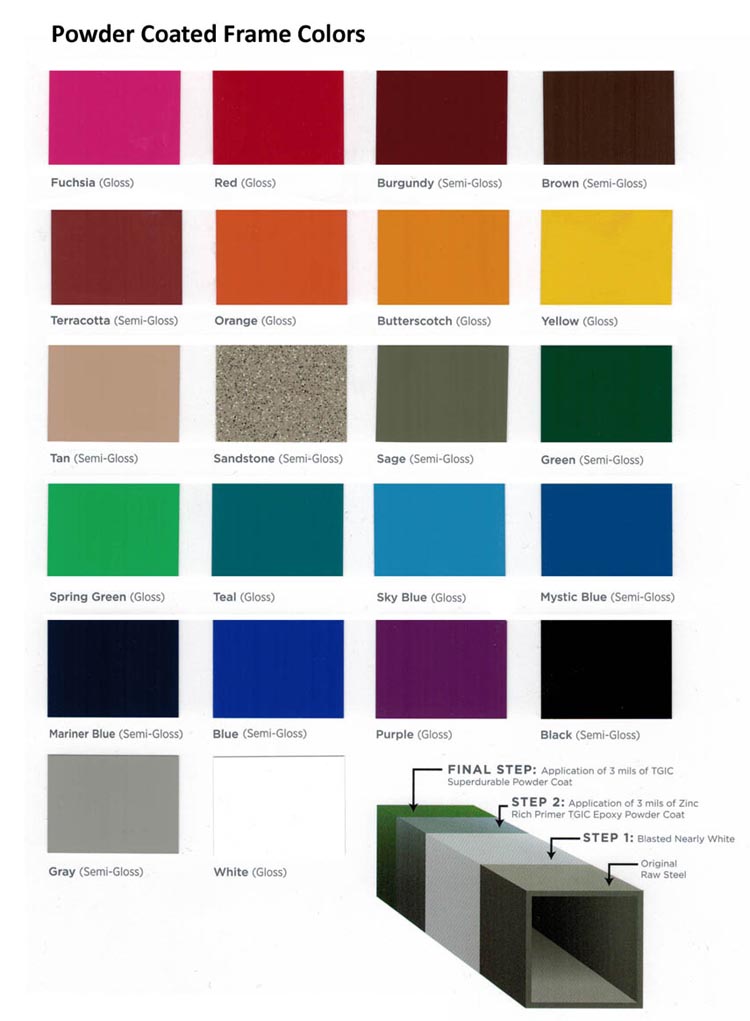 Powder Coated Frame Colors
Fuchsia (Gloss)
Red (Gloss)
Burgundy (Semi-Gloss)
Brown (Semi-Gloss)
Terracotta (Semi-Gloss)
Orange (Gloss)
Butterscotch (Gloss)
Yellow (Gloss)
Tan (Semi-Gloss)
Sandstone (Semi-Gloss)
Sage (Semi-Gloss)
Green (Semi-Gloss)
Spring Green (Gloss)
Teal (Gloss)
Sky Blue (Gloss)
Mystic Blue (Semi-Gloss)
Mariner Blue (Semi-Gloss)
Blue (Semi-Gloss)
Purple (Gloss)
Black (Semi-Gloss)
Gray (Semi-Gloss)
White (Gloss)
FINAL STEP: Application of 3 mils of TGIC
Superdurable Powder Coat
STEP 2: Application of 3 mils of Zinc
Rich Primer TGIC Epoxy Powder Coat
STEP 1: Blasted Nearly White
Original
Raw Steel